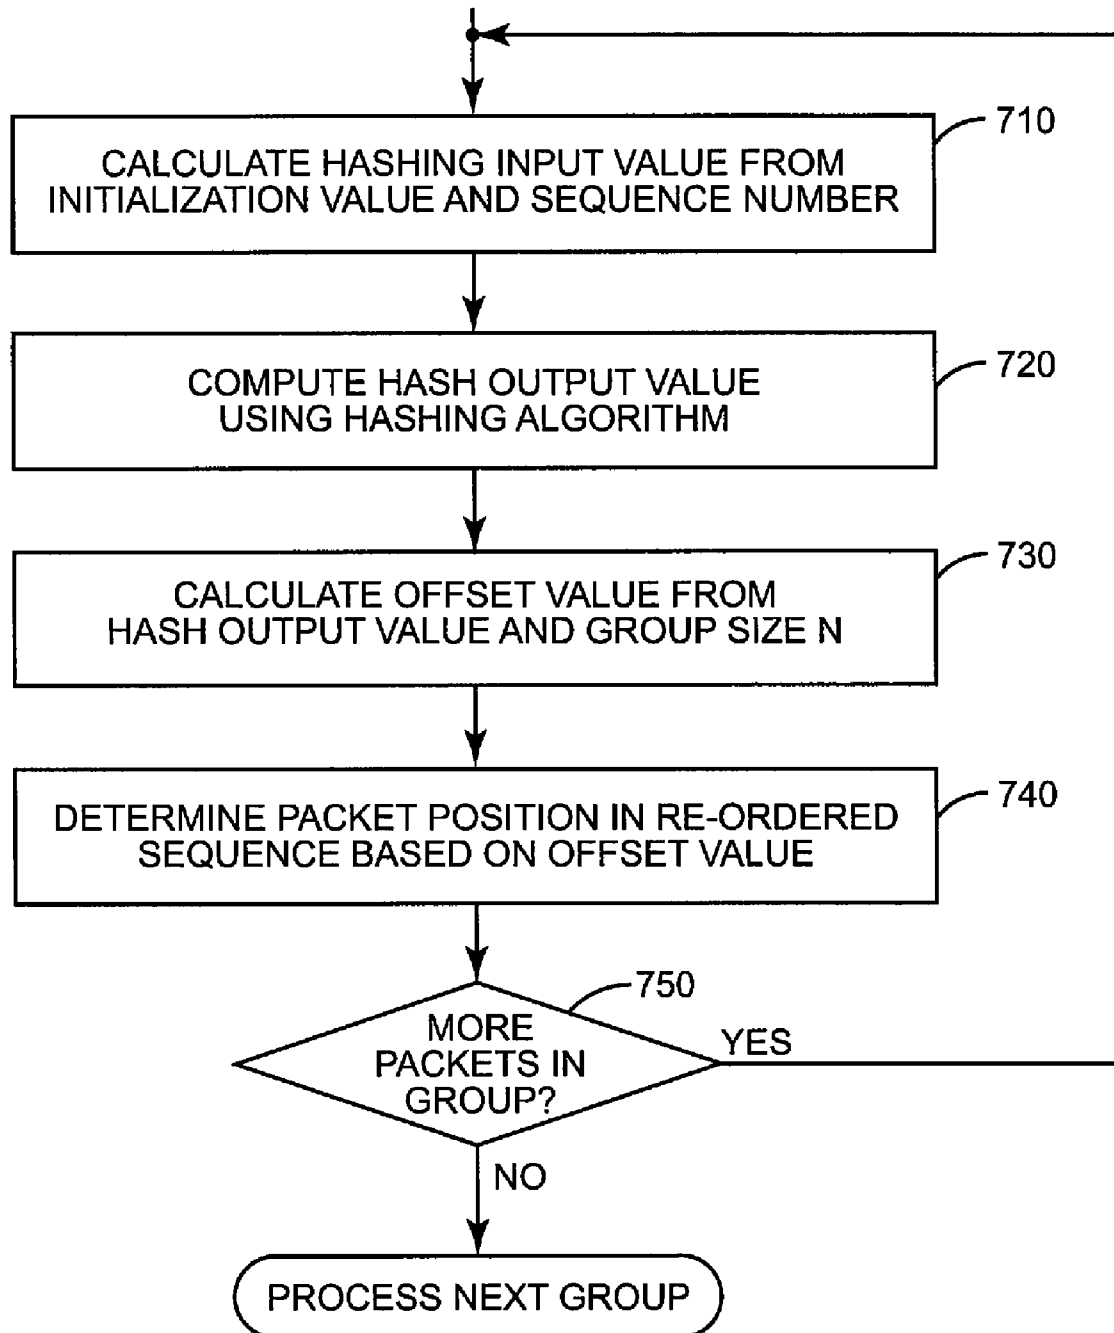 710
CALCULATE HASHING INPUT VALUE FROM
INITIALIZATION VALUE AND SEQUENCE NUMBER
720
COMPUTE HASH OUTPUT VALUE
USING HASHING ALGORITHM
730
CALCULATE OFFSET VALUE FROM
HASH OUTPUT VALUE AND GROUP SIZE N
740
DETERMINE PACKET POSITION IN RE-ORDERED
SEQUENCE BASED ON OFFSET VALUE
750
MORE
PACKETS IN
GROUP?
YES
NO
PROCESS NEXT GROUP